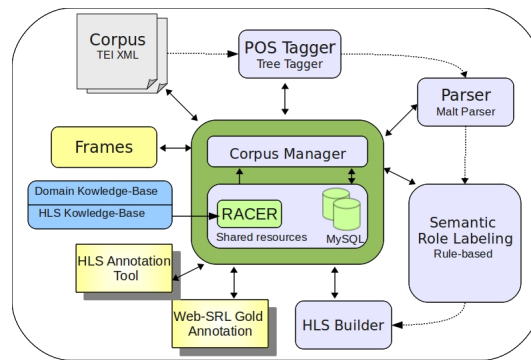 Corpus
TEI XML
POS Tagger
Tree Tagger
Parser
Malt Parser
Frames
Corpus Manager
Domain Kowledge-Base
HLS Kowledge-Base
RACER
Shared resources
MySQL
Semantic
Role Labeling
Rule-based
HLS Annotation
Tool
Web-SRL Gold
Annotation
HLS Builder